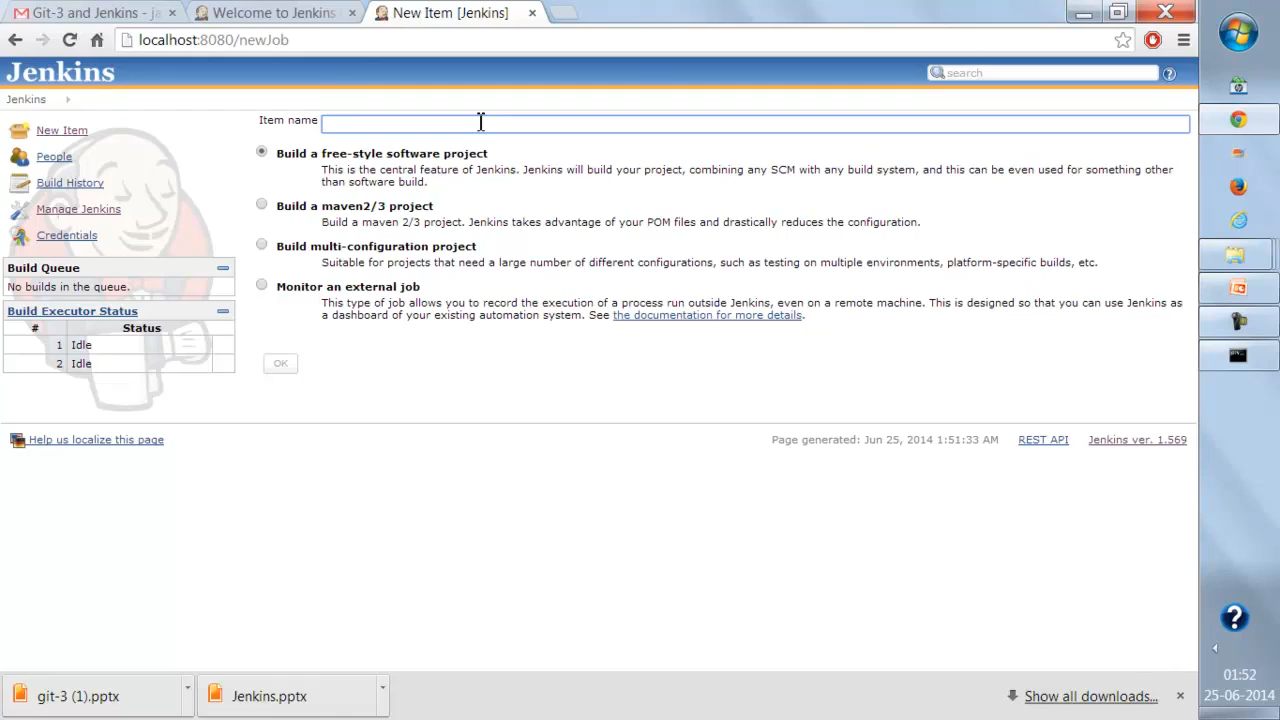 Git-3 and Jenkins - ja
Welcome to Jenkins
New Item [Jenkins]
localhost:8080/newJob
Jenkins
search
Jenkins
Item name
New Item
People
Build History
Manage Jenkins
Credentials
Build Queue
No builds in the queue.
Build Executor Status
# Status
1 Idle
2 Idle
Build a free-style software project
This is the central feature of Jenkins. Jenkins will build your project, combining any SCM with any build system, and this can be even used for something other
than software build.
Build a maven2/3 project
Build a maven 2/3 project. Jenkins takes advantage of your POM files and drastically reduces the configuration.
Build multi-configuration project
Suitable for projects that need a large number of different configurations, such as testing on multiple environments, platform-specific builds, etc.
Monitor an external job
This type of job allows you to record the execution of a process run outside Jenkins, even on a remote machine. This is designed so that you can use Jenkins as
a dashboard of your existing automation system. See the documentation for more details.
OK
Help us localize this page
Page generated: Jun 25, 2014 1:51:33 AM
REST API
Jenkins ver. 1.569
git-3 (1).pptx
Jenkins.pptx
Show all downloads...
01:52
25-06-2014